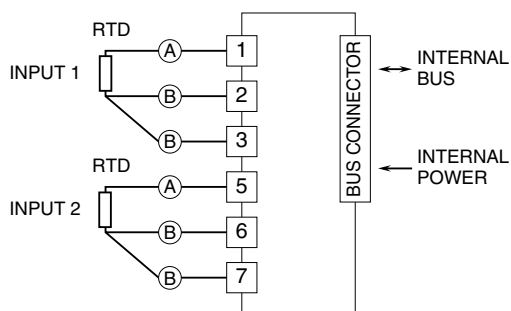 RTD
INPUT 1
A 1
B 2
B 3
RTD
INPUT 2
A 5
B 6
B 7
BUS CONNECTOR
INTERNAL
BUS
INTERNAL
POWER